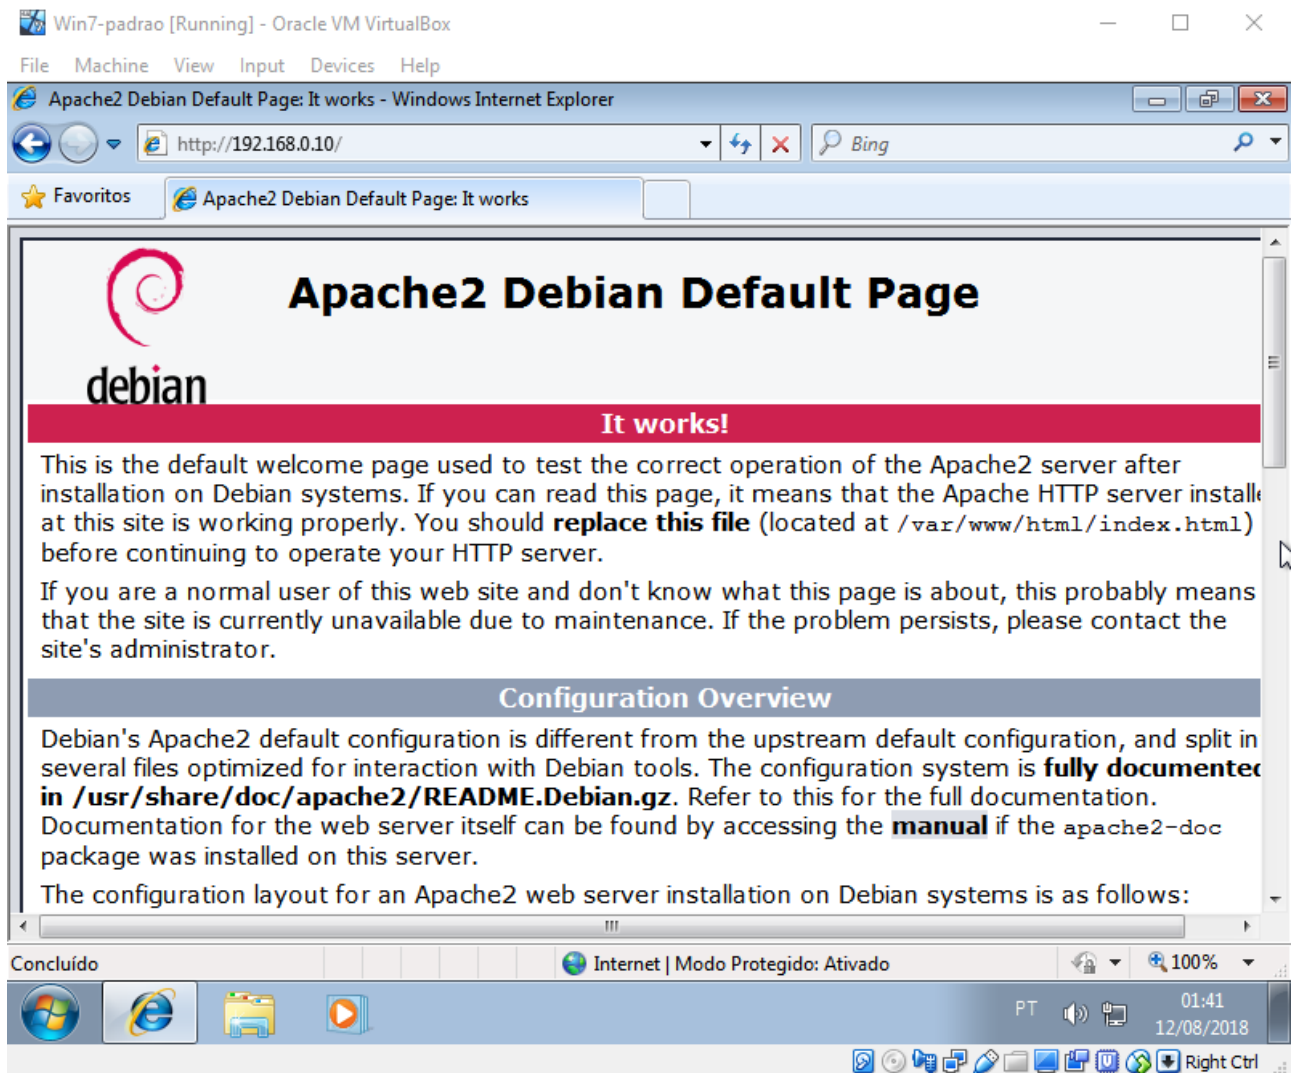 Win7-padrao [Running] - Oracle VM VirtualBox
File Machine View Input Devices Help
Apache2 Debian Default Page: It works - Windows Internet Explorer
http://192.168.0.10/
Bing
Favoritos
Apache2 Debian Default Page: It works
debian
Apache2 Debian Default Page
It works!
This is the default welcome page used to test the correct operation of the Apache2 server after
installation on Debian systems. If you can read this page, it means that the Apache HTTP server installe
at this site is working properly. You should replace this file (located at /var/www/html/index.html)
before continuing to operate your HTTP server.
If you are a normal user of this web site and don't know what this page is about, this probably means
that the site is currently unavailable due to maintenance. If the problem persists, please contact the
site's administrator.
Configuration Overview
Debian's Apache2 default configuration is different from the upstream default configuration, and split in
several files optimized for interaction with Debian tools. The configuration system is fully documented
in /usr/share/doc/apache2/README.Debian.gz. Refer to this for the full documentation.
Documentation for the web server itself can be found by accessing the manual if the apache2-doc
package was installed on this server.
The configuration layout for an Apache2 web server installation on Debian systems is as follows:
Concluído
Internet | Modo Protegido: Ativado
100%
PT
01:41
12/08/2018
Right Ctrl